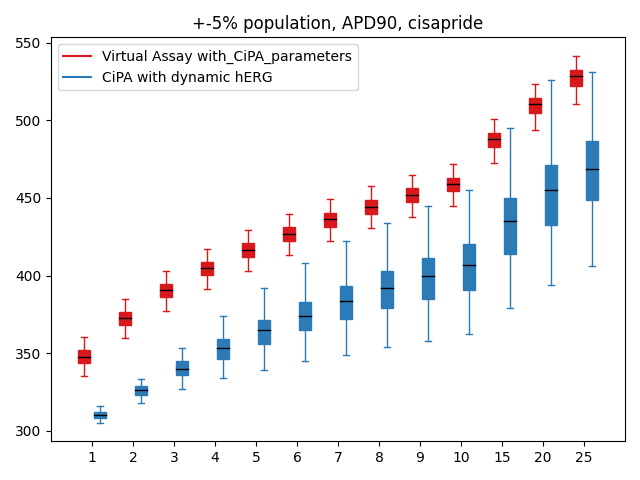 +-5% population, APD90, cisapride
Virtual Assay with_CiPA_parameters
CiPA with dynamic hERG
550
500
450
400
350
300
1 2 3 4 5 6 7 8 9 10 15 20 25